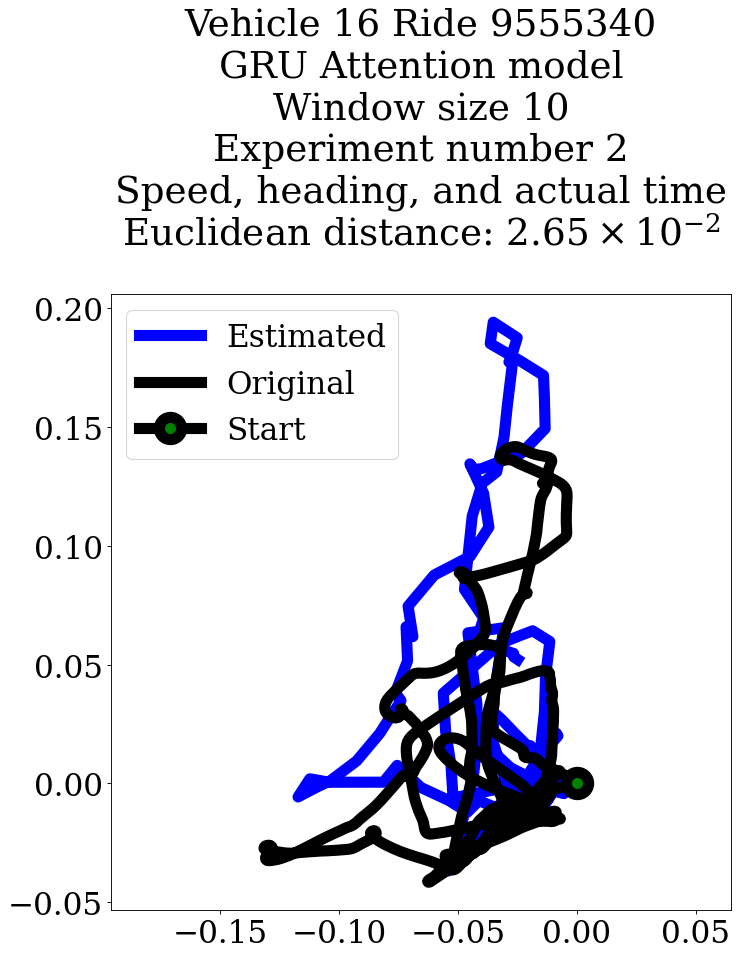 Vehicle 16 Ride 9555340
GRU Attention model
Window size 10
Experiment number 2
Speed, heading, and actual time
Euclidean distance: 2.65 × 10⁻²
Estimated
Original
Start
0.20
0.15
0.10
0.05
0.00
−0.05
−0.15
−0.10
−0.05
0.00
0.05